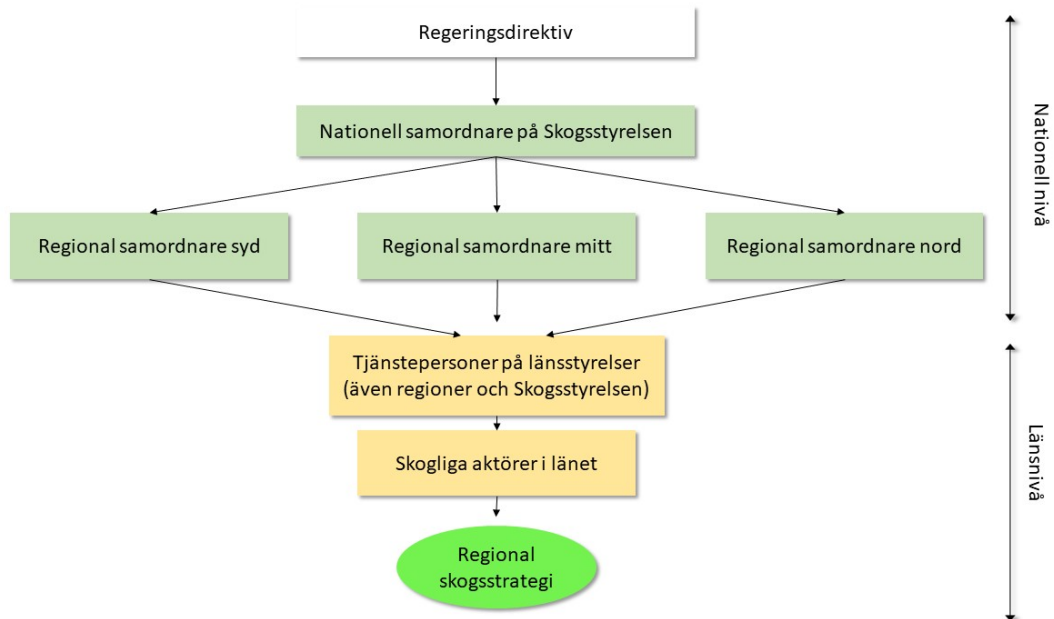 Regeringsdirektiv
Nationell samordnare på Skogsstyrelsen
Regional samordnare syd
Regional samordnare mitt
Regional samordnare nord
Nationell nivå
Tjänstepersoner på länsstyrelser
(även regioner och Skogsstyrelsen)
Skogliga aktörer i länet
Regional
skogsstrategi
Länsnivå